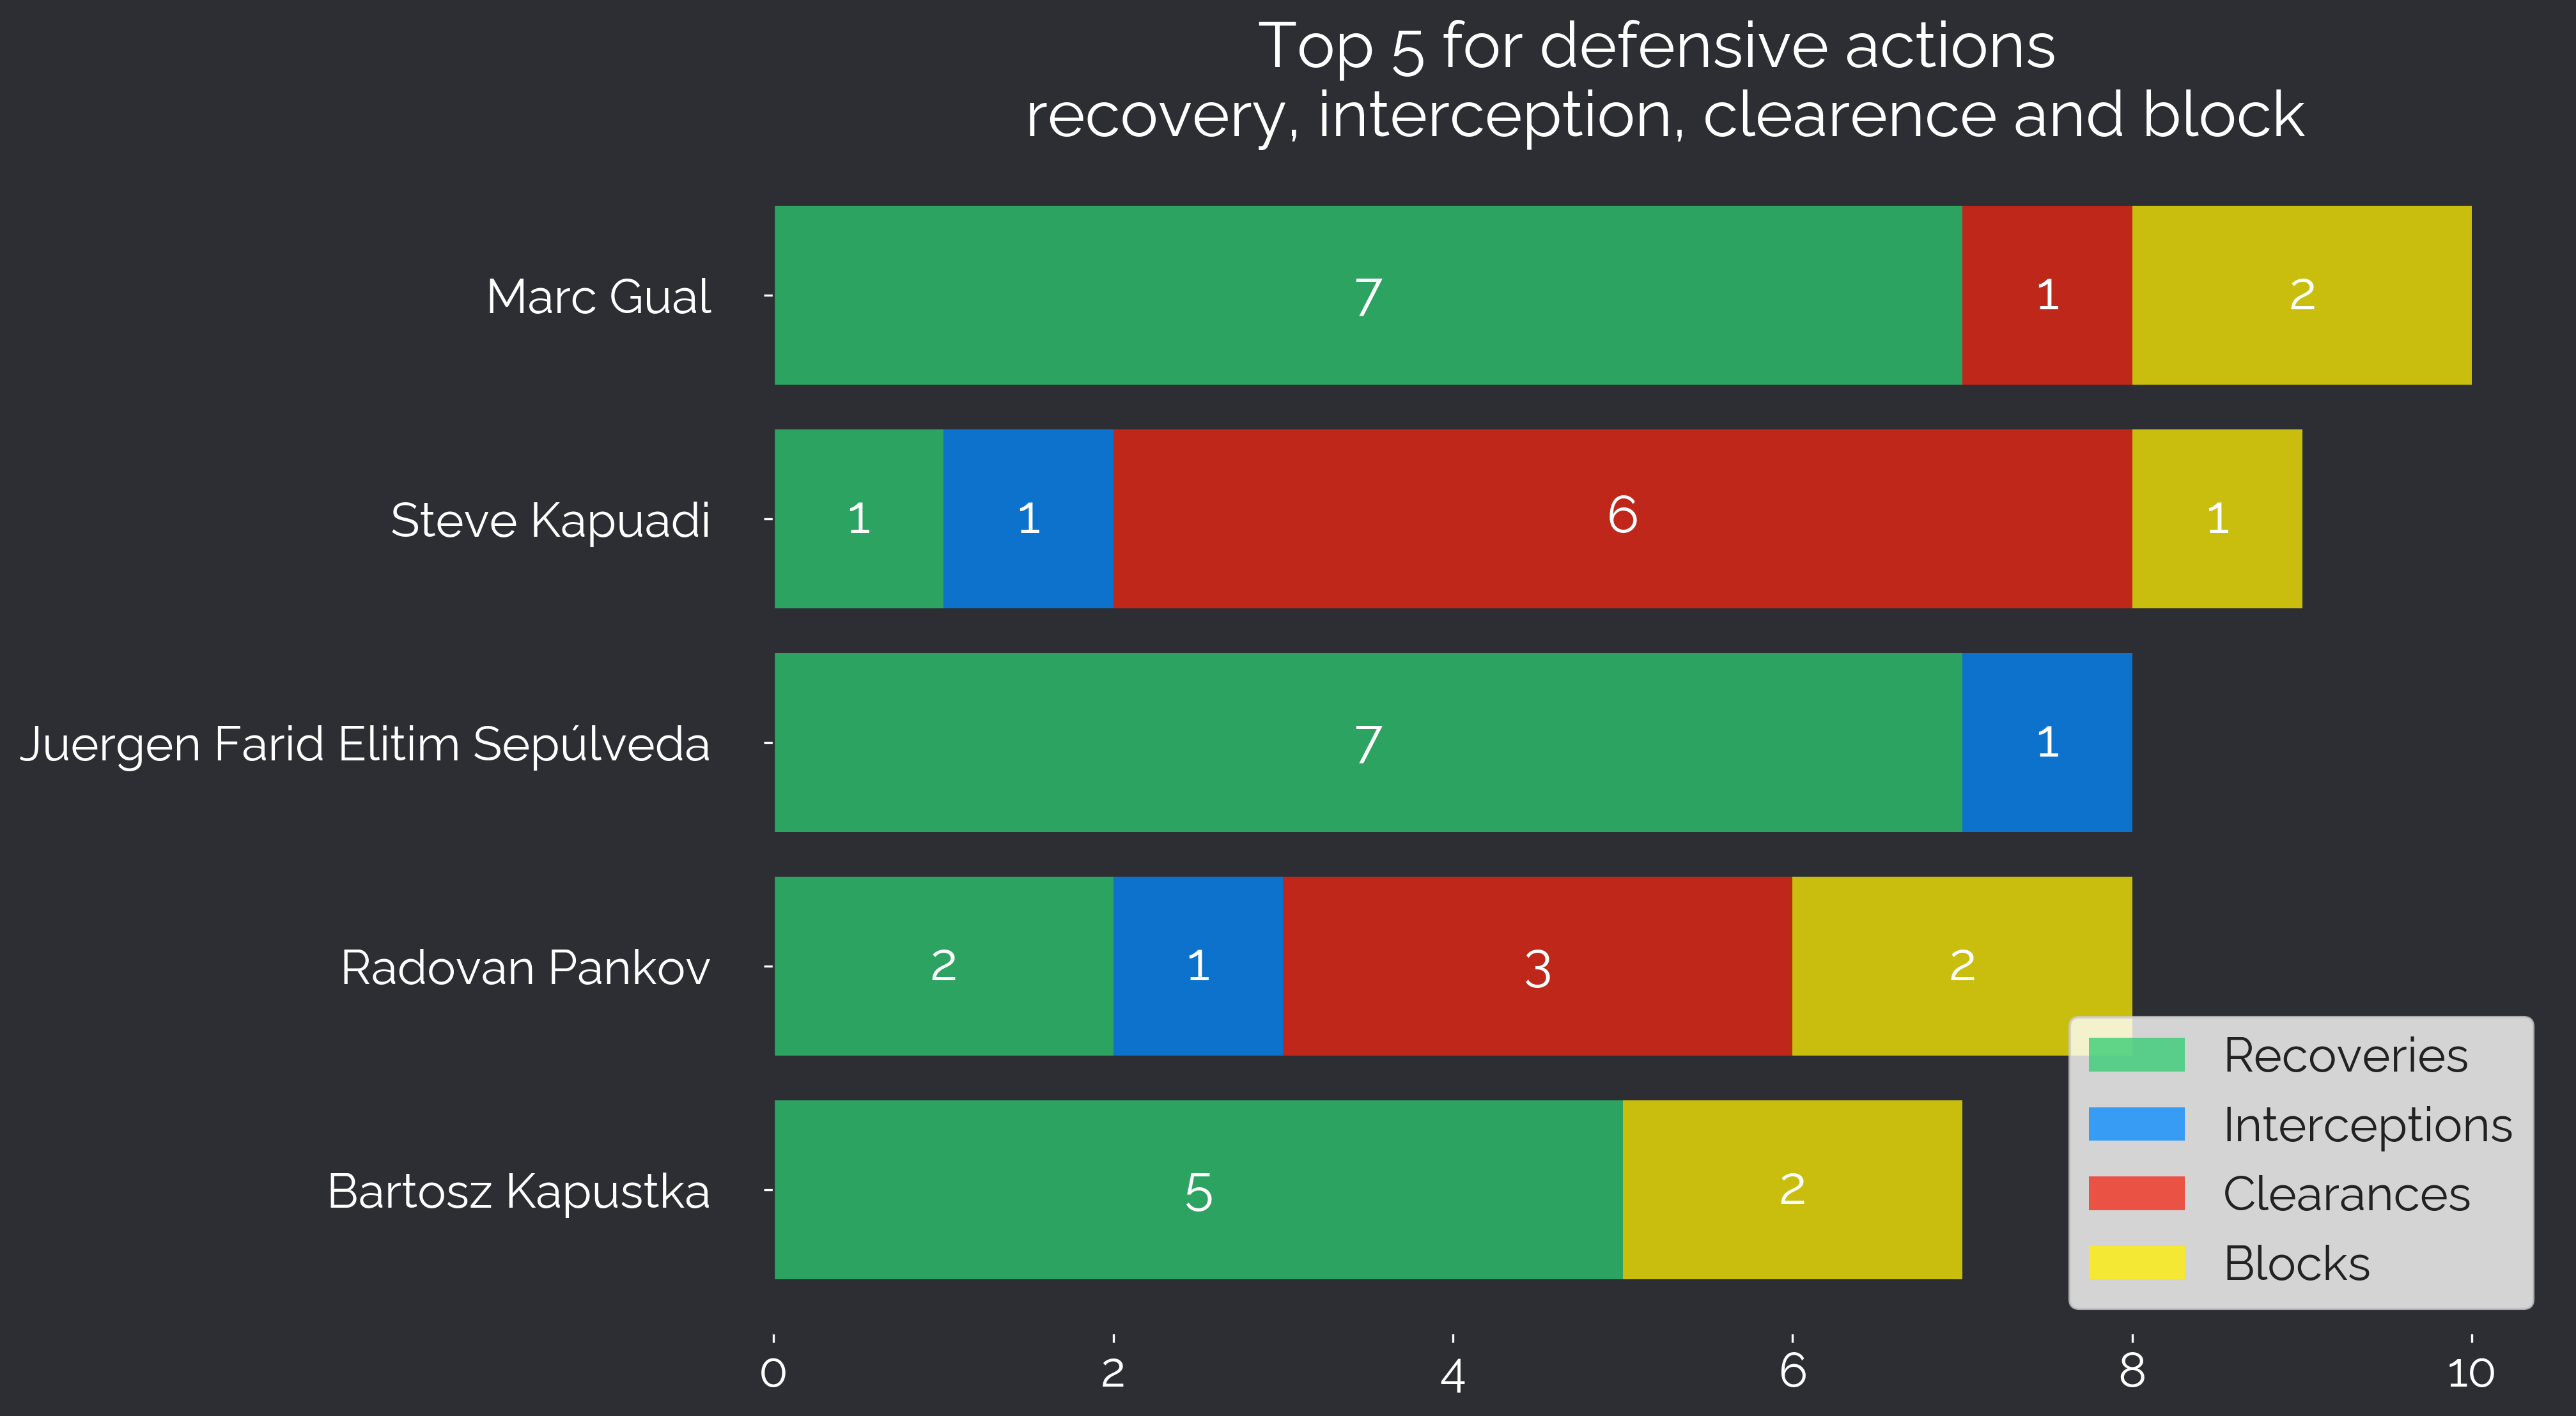 Top 5 for defensive actions
recovery, interception, clearence and block
Marc Gual 7 1 2
Steve Kapuadi 1 1 6 1
Juergen Farid Elitim Sepúlveda 7 1
Radovan Pankov 2 1 3 2
Bartosz Kapustka 5 2
Recoveries
Interceptions
Clearances
Blocks
0 2 4 6 8 10